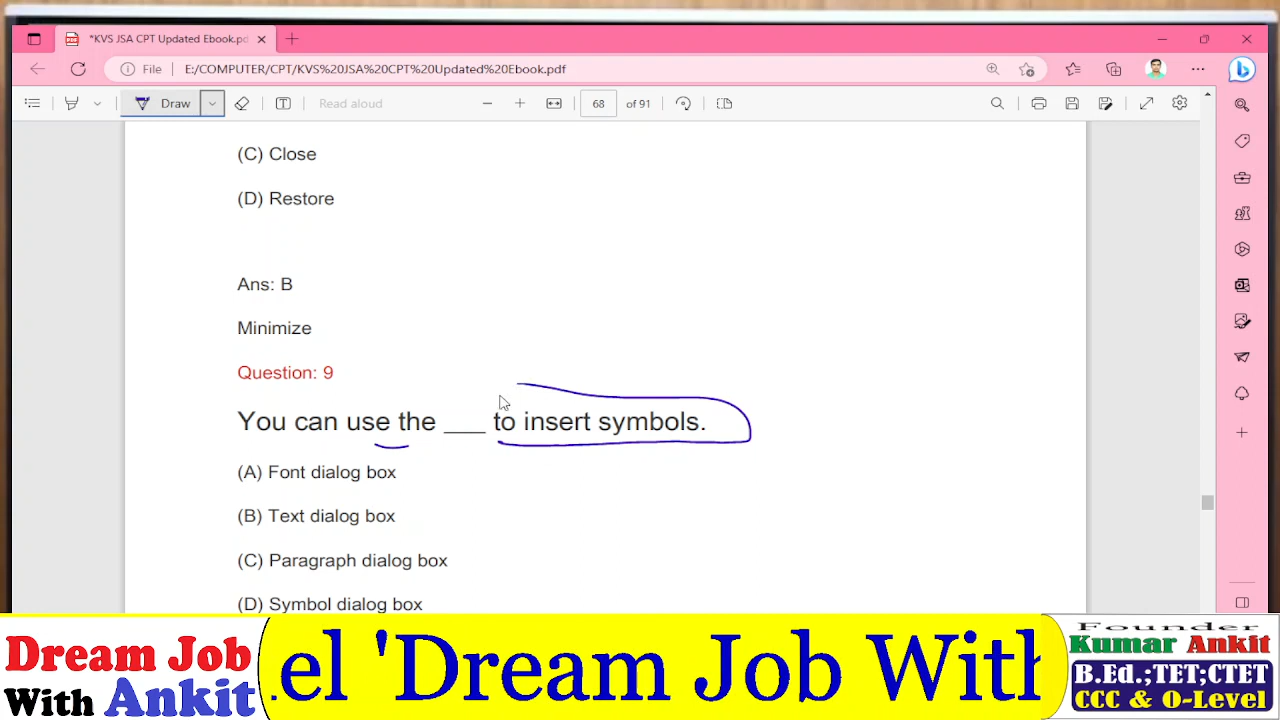 *KVS JSA CPT Updated Ebook.pd
File E:/COMPUTER/CPT/KVS%20JSA%20CPT%20Updated%20Ebook.pdf
Draw Read aloud 68 of 91
(C) Close
(D) Restore
Ans: B
Minimize
Question: 9
You can use the ___ to insert symbols.
(A) Font dialog box
(B) Text dialog box
(C) Paragraph dialog box
(D) Symbol dialog box
Dream Job
With Ankit
el 'Dream Job With
Founder
Kumar Ankit
B.Ed.;TET;CTET
CCC & O-Level